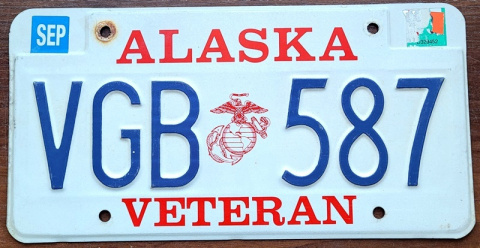 SEP
ALASKA
VGB 587
VETERAN